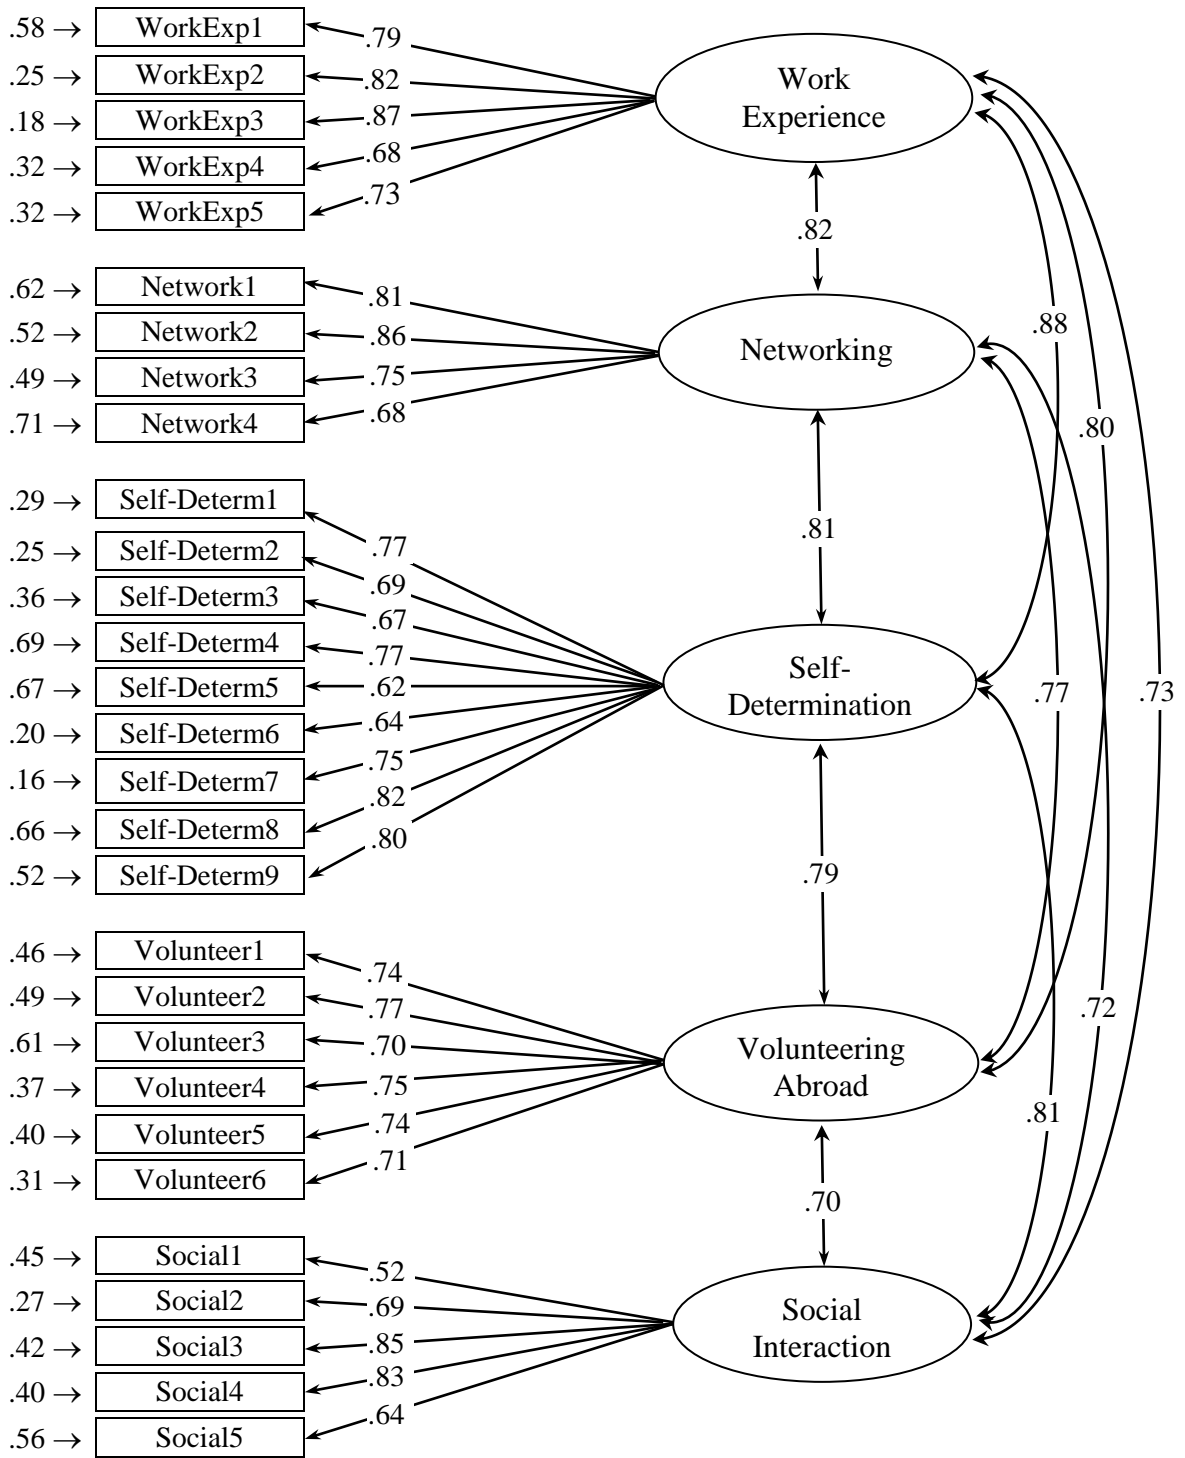 .58 → WorkExp1 .79
.25 → WorkExp2 .82
.18 → WorkExp3 .87
.32 → WorkExp4 .68
.32 → WorkExp5 .73
Work
Experience
.82
.62 → Network1 .81
.52 → Network2 .86
.49 → Network3 .75
.71 → Network4 .68
Networking
.88
.80
.81
.29 → Self-Determ1 .77
.25 → Self-Determ2 .69
.36 → Self-Determ3 .67
.69 → Self-Determ4 .77
.67 → Self-Determ5 .62
.20 → Self-Determ6 .64
.16 → Self-Determ7 .75
.66 → Self-Determ8 .82
.52 → Self-Determ9 .80
Self-
Determination
.77
.73
.79
.46 → Volunteer1 .74
.49 → Volunteer2 .77
.61 → Volunteer3 .70
.37 → Volunteer4 .75
.40 → Volunteer5 .74
.31 → Volunteer6 .71
Volunteering
Abroad
.72
.81
.70
.45 → Social1 .52
.27 → Social2 .69
.42 → Social3 .85
.40 → Social4 .83
.56 → Social5 .64
Social
Interaction